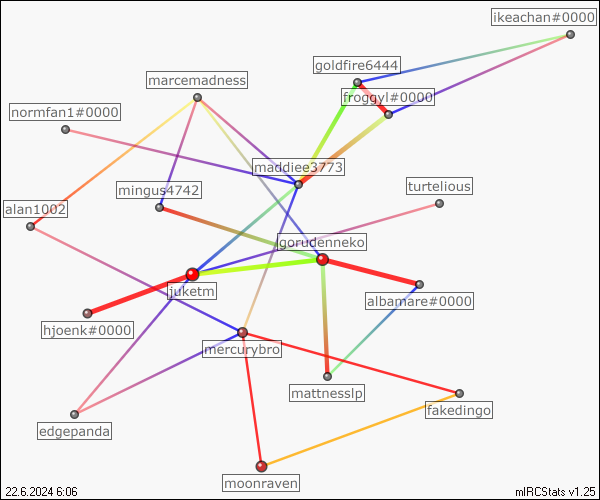 ikeachan#0000
goldfire6444
marcemadness
froggyl#0000
normfan1#0000
maddiee3773
mingus4742
turtelious
alan1002
gorudenneko
juketm
albamare#0000
hjoenk#0000
mercurybro
mattnesslp
fakedingo
edgepanda
moonraven
22.6.2024 6:06
mIRCStats v1.25